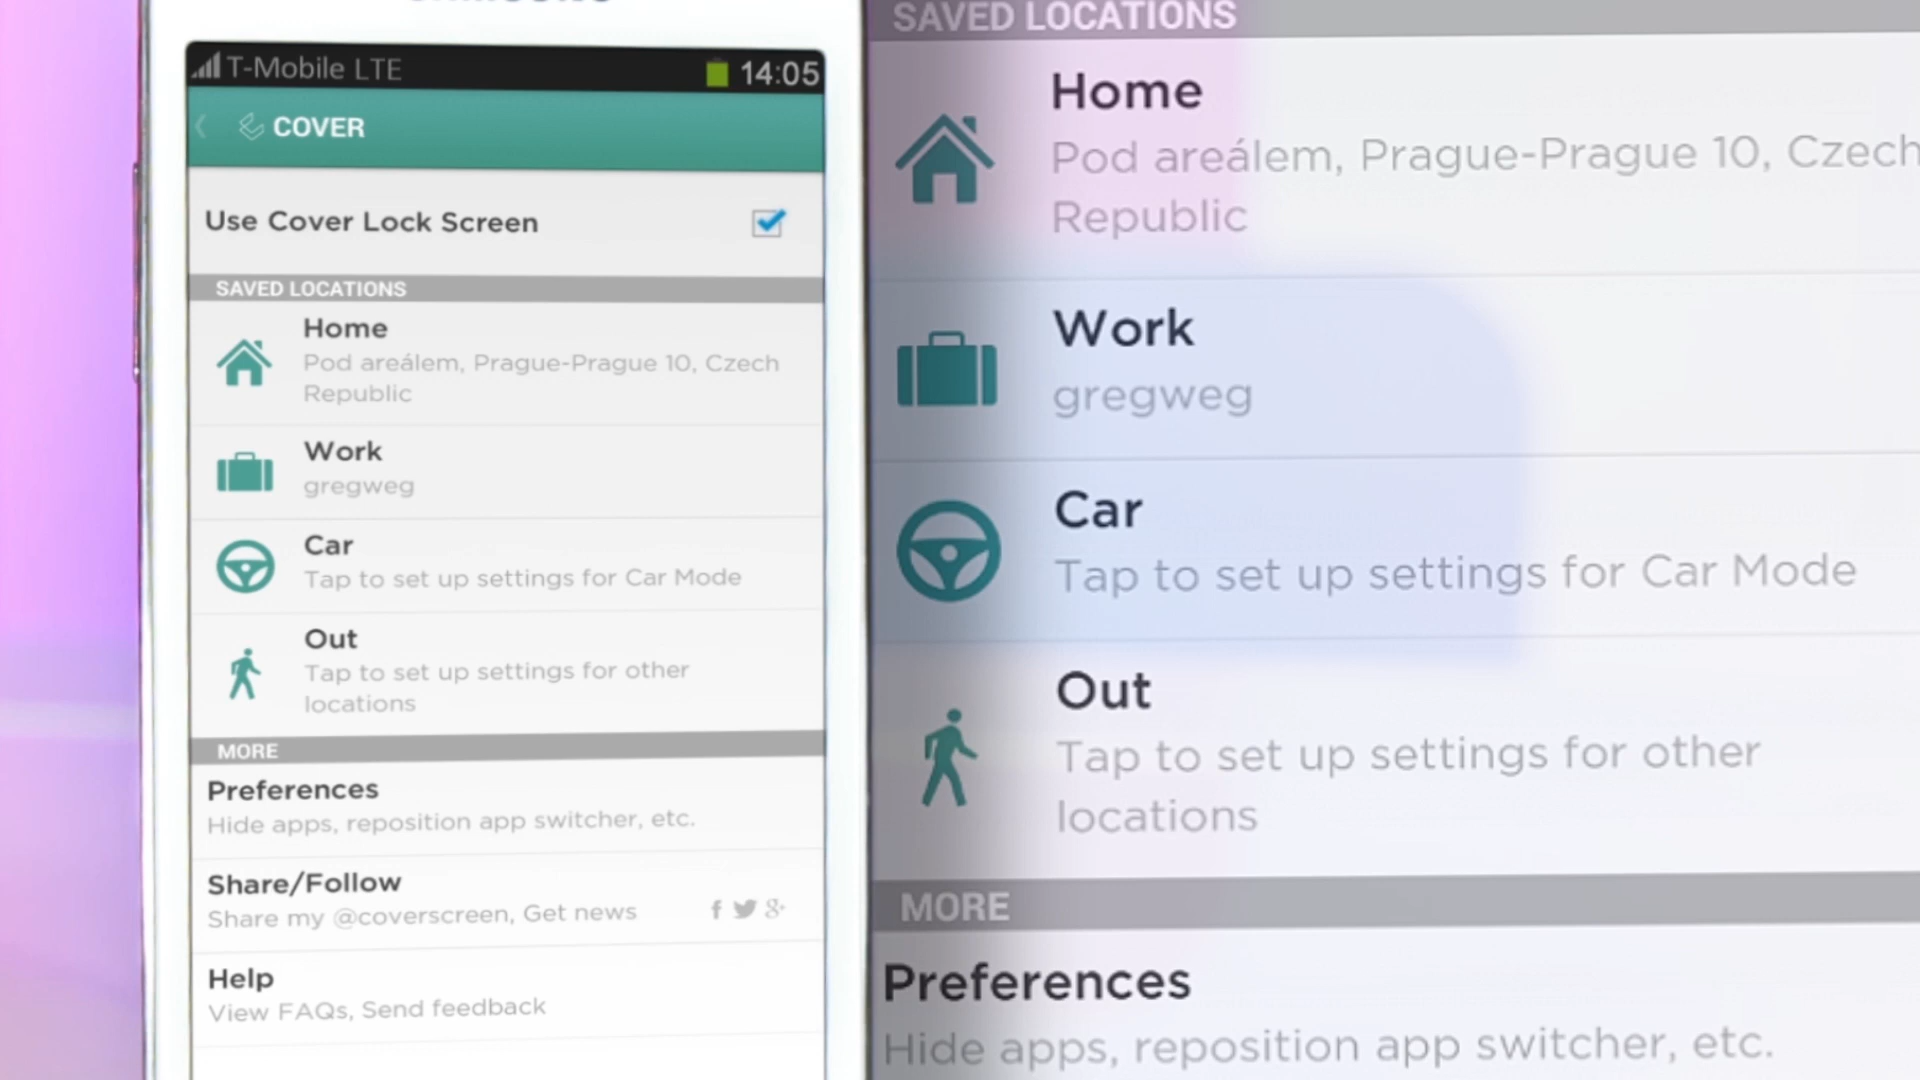 T-Mobile LTE 14:05
COVER
Use Cover Lock Screen
SAVED LOCATIONS
Home
Pod areálem, Prague-Prague 10, Czech
Republic
Work
gregweg
Car
Tap to set up settings for Car Mode
Out
Tap to set up settings for other
locations
MORE
Preferences
Hide apps, reposition app switcher, etc.
Share/Follow
Share my @coverscreen, Get news
Help
View FAQs, Send feedback
SAVED LOCATIONS
Home
Pod areálem, Prague-Prague 10, Czech
Republic
Work
gregweg
Car
Tap to set up settings for Car Mode
Out
Tap to set up settings for other
locations
MORE
Preferences
Hide apps, reposition app switcher, etc.